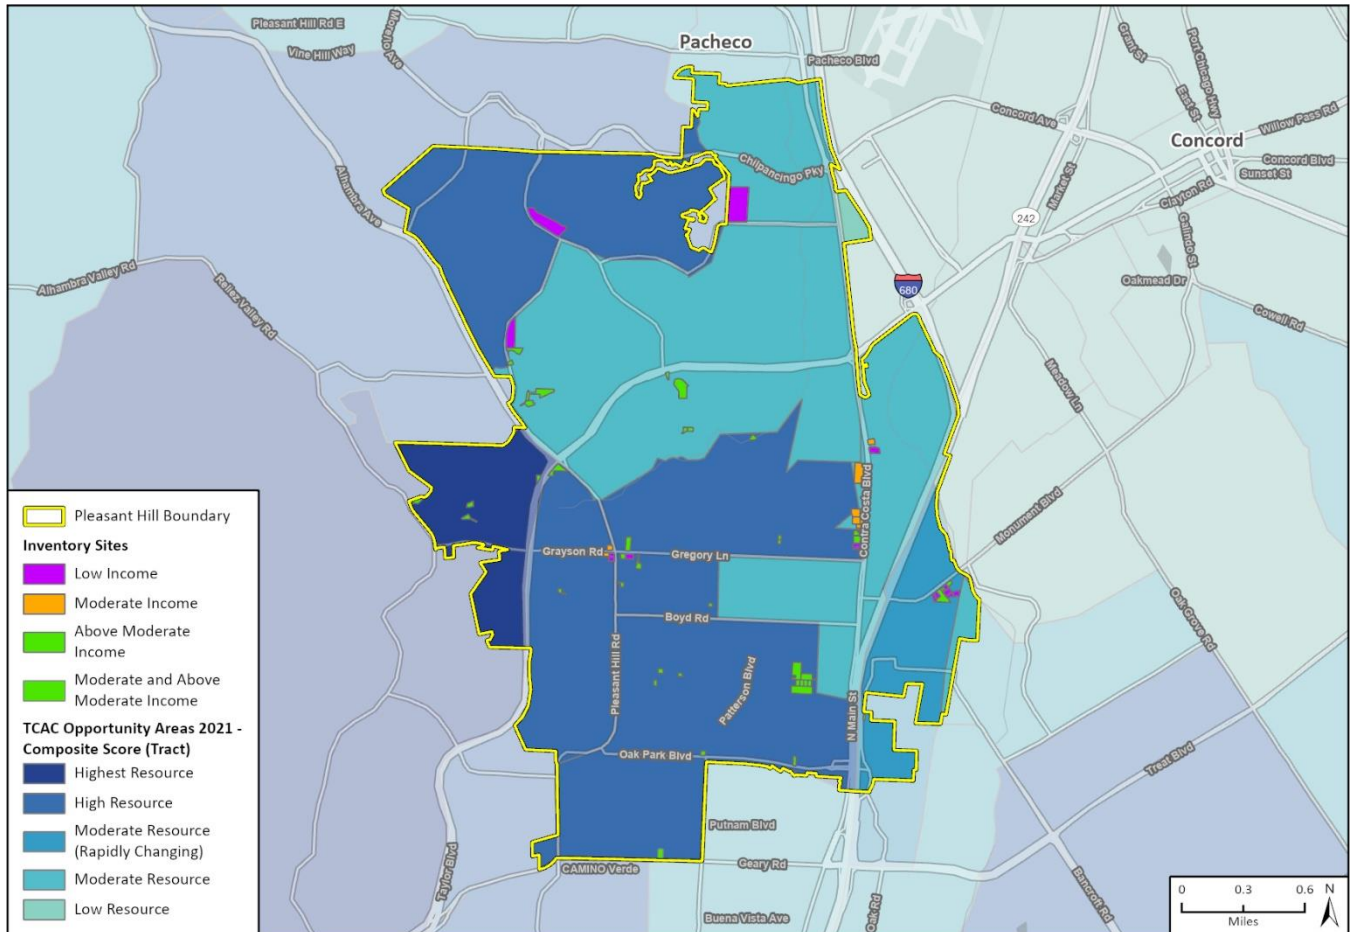 Pleasant Hill Rd E
Vine Hill Way
Morello Ave
Pacheco
Pacheco Blvd
Grant St
Port Chicago Hwy
East St
Willow Pass Rd
Concord Ave
Concord
Concord Blvd
Sunset St
Clayton Rd
Market St
Galindo St
242
Chilpancingo Pky
Alhambra Ave
Alhambra Valley Rd
Reliez Valley Rd
680
Oakmead Dr
Cowell Rd
Meadow Ln
Monument Blvd
Contra Costa Blvd
Grayson Rd
Gregory Ln
Boyd Rd
Pleasant Hill Rd
Patterson Blvd
N Main St
Oak Grove Rd
Oak Park Blvd
Treat Blvd
Putnam Blvd
Geary Rd
CAMINO Verde
Taylor Blvd
Buena Vista Ave
Oak Rd
Bancroft Rd
Pleasant Hill Boundary
Inventory Sites
Low Income
Moderate Income
Above Moderate
Income
Moderate and Above
Moderate Income
TCAC Opportunity Areas 2021 -
Composite Score (Tract)
Highest Resource
High Resource
Moderate Resource
(Rapidly Changing)
Moderate Resource
Low Resource
0 0.3 0.6 N
Miles